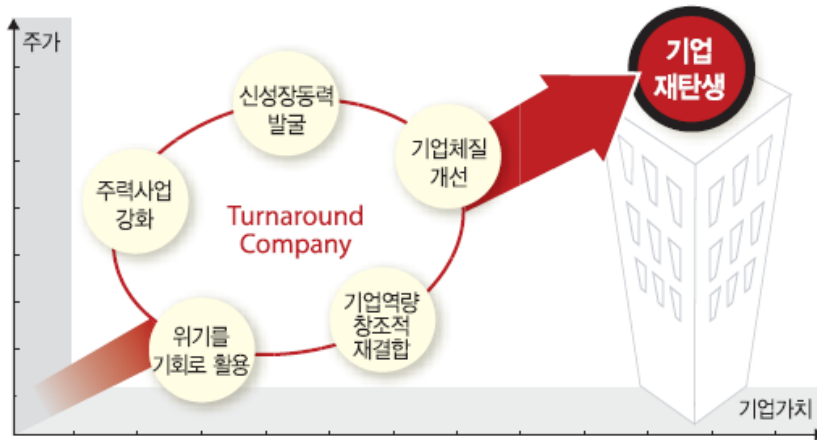 주가
기업
재탄생
신성장동력
발굴
기업체질
개선
주력사업
강화
Turnaround
Company
기업역량
창조적
재결합
위기를
기회로 활용
기업가치